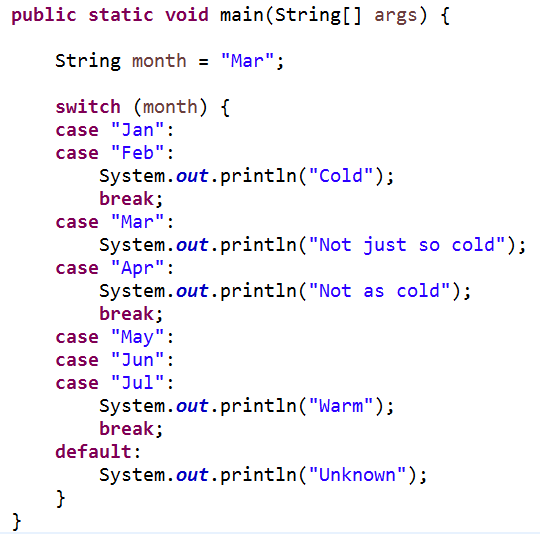 public static void main(String[] args) {
String month = "Mar";
switch (month) {
case "Jan":
case "Feb":
System.out.println("Cold");
break;
case "Mar":
System.out.println("Not just so cold");
case "Apr":
System.out.println("Not as cold");
break;
case "May":
case "Jun":
case "Jul":
System.out.println("Warm");
break;
default:
System.out.println("Unknown");
}
}